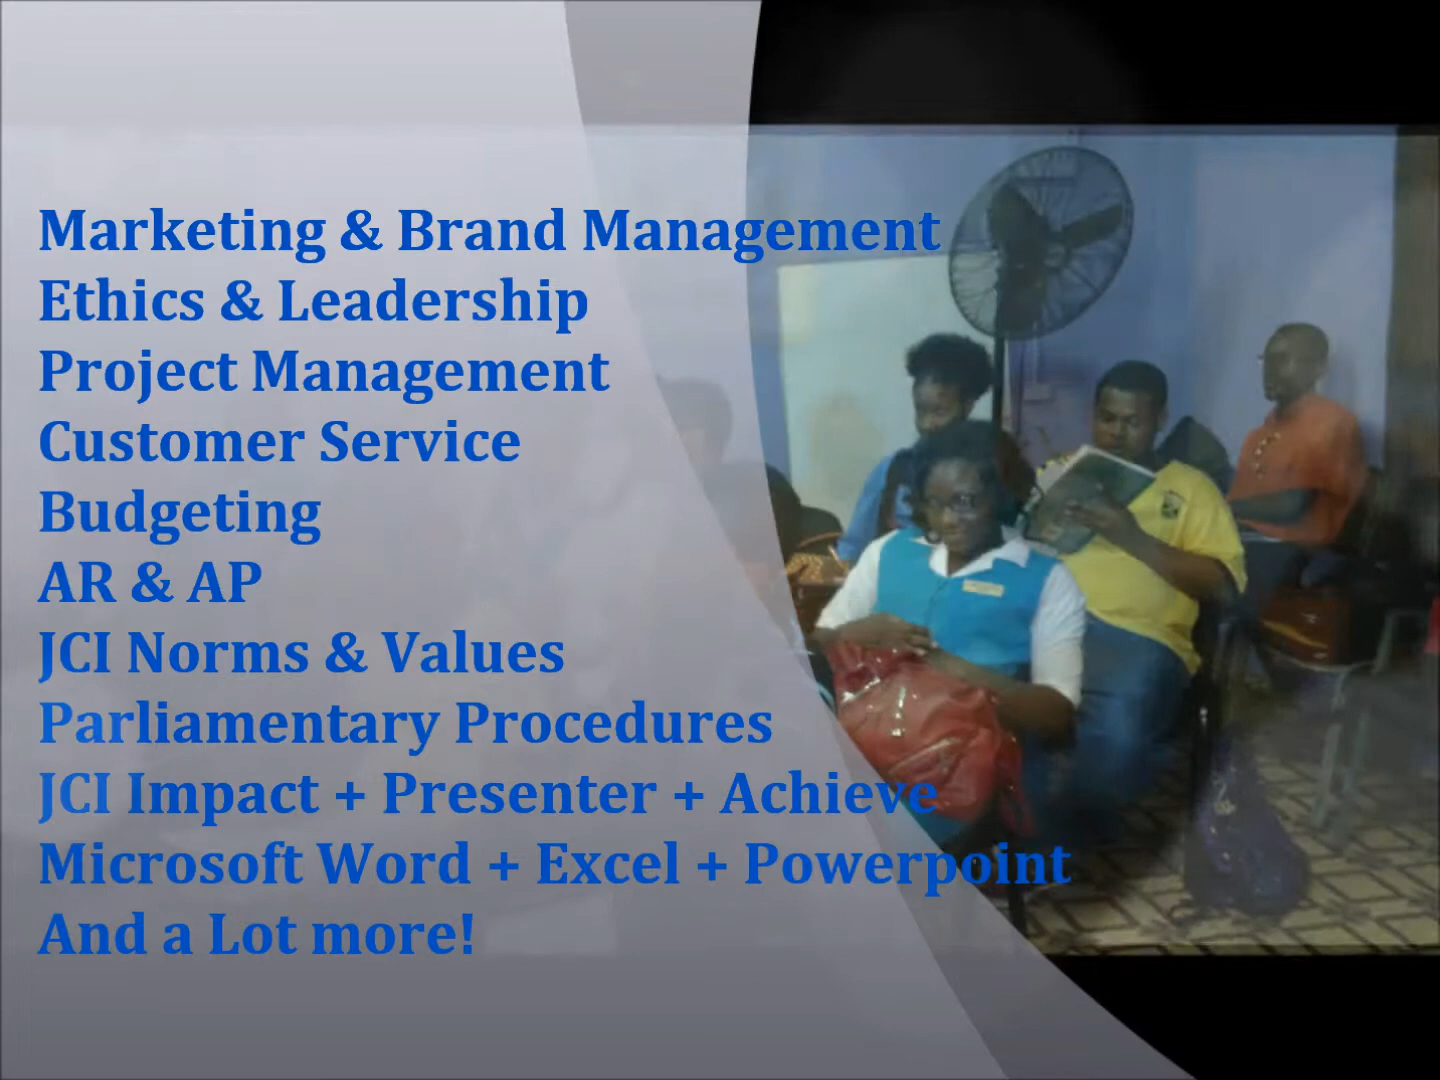 Marketing & Brand Management
Ethics & Leadership
Project Management
Customer Service
Budgeting
AR & AP
JCI Norms & Values
Parliamentary Procedures
JCI Impact + Presenter + Achieve
Microsoft Word + Excel + Powerpoint
And a Lot more!